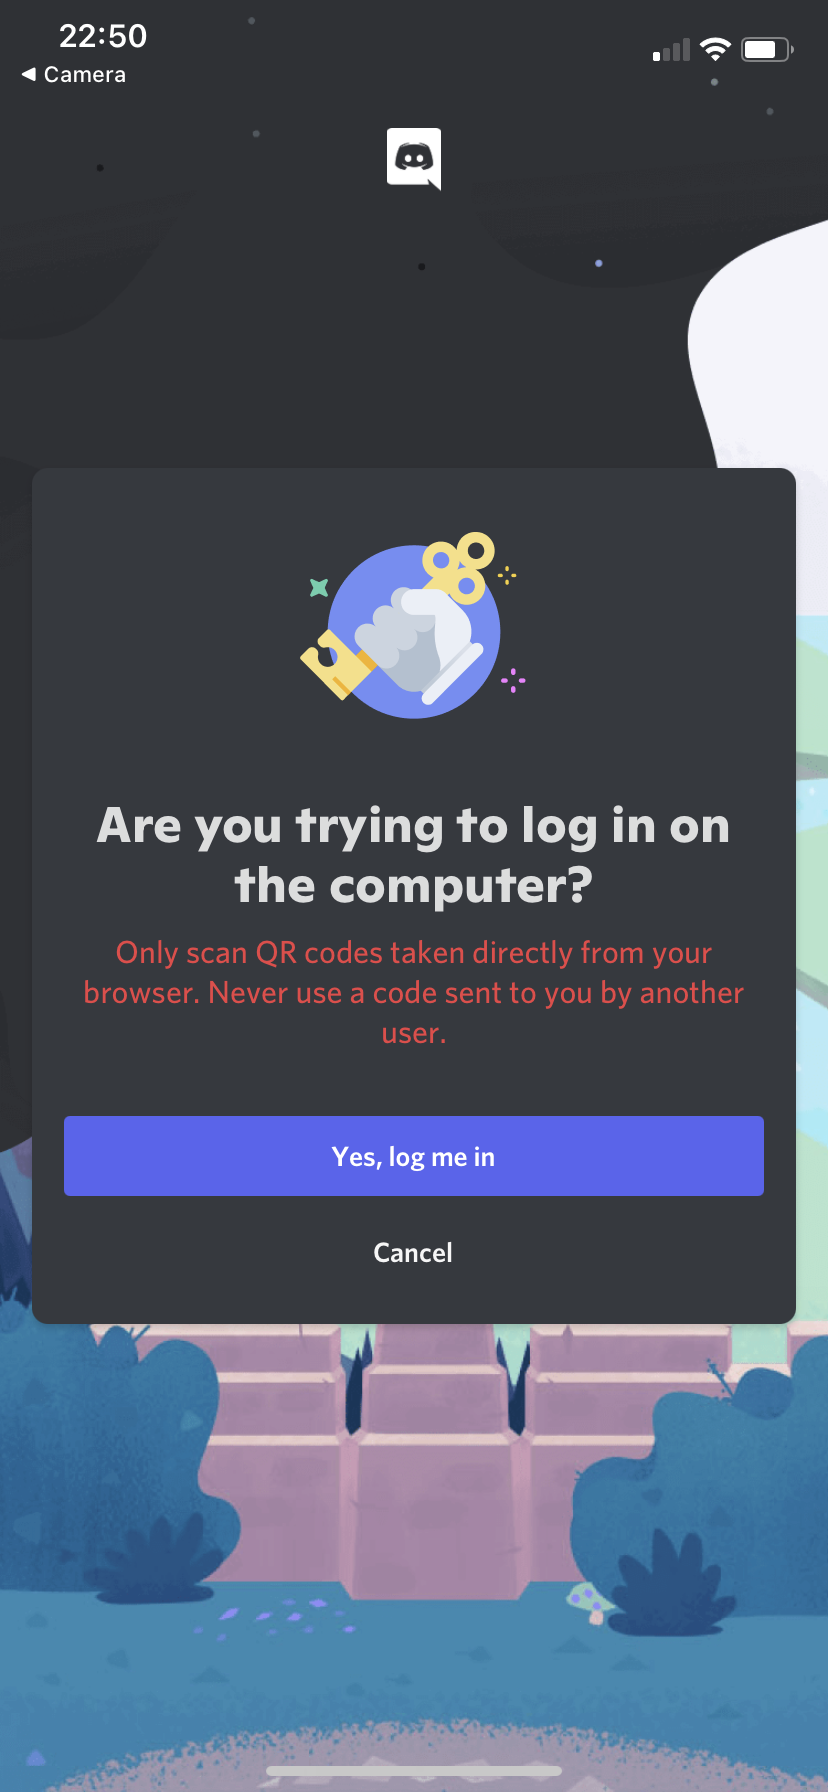 22:50
◀ Camera
Are you trying to log in on
the computer?
Only scan QR codes taken directly from your
browser. Never use a code sent to you by another
user.
Yes, log me in
Cancel